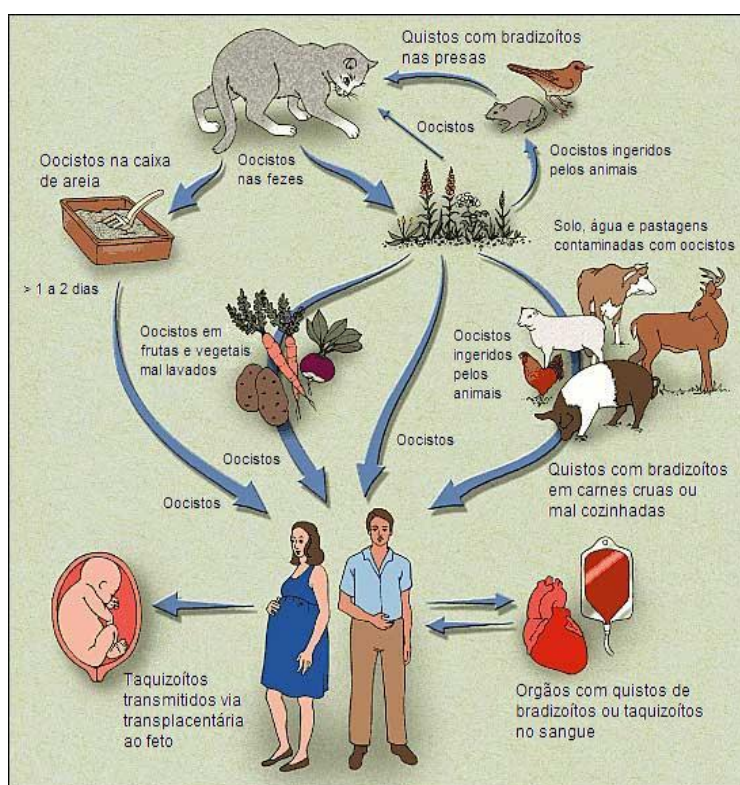 Quistos com bradizoítos
nas presas
Oocistos
Oocistos ingeridos
pelos animais
Oocistos na caixa
de areia
Oocistos
nas fezes
Solo, água e pastagens
contaminadas com oocistos
> 1 a 2 dias
Oocistos em
frutas e vegetais
mal lavados
Oocistos
ingeridos
pelos
animais
Oocistos
Oocistos
Oocistos
Quistos com bradizoítos
em carnes cruas ou
mal cozinhadas
Taquizoítos
transmitidos via
transplacentária
ao feto
Orgãos com quistos de
bradizoítos ou taquizoítos
no sangue